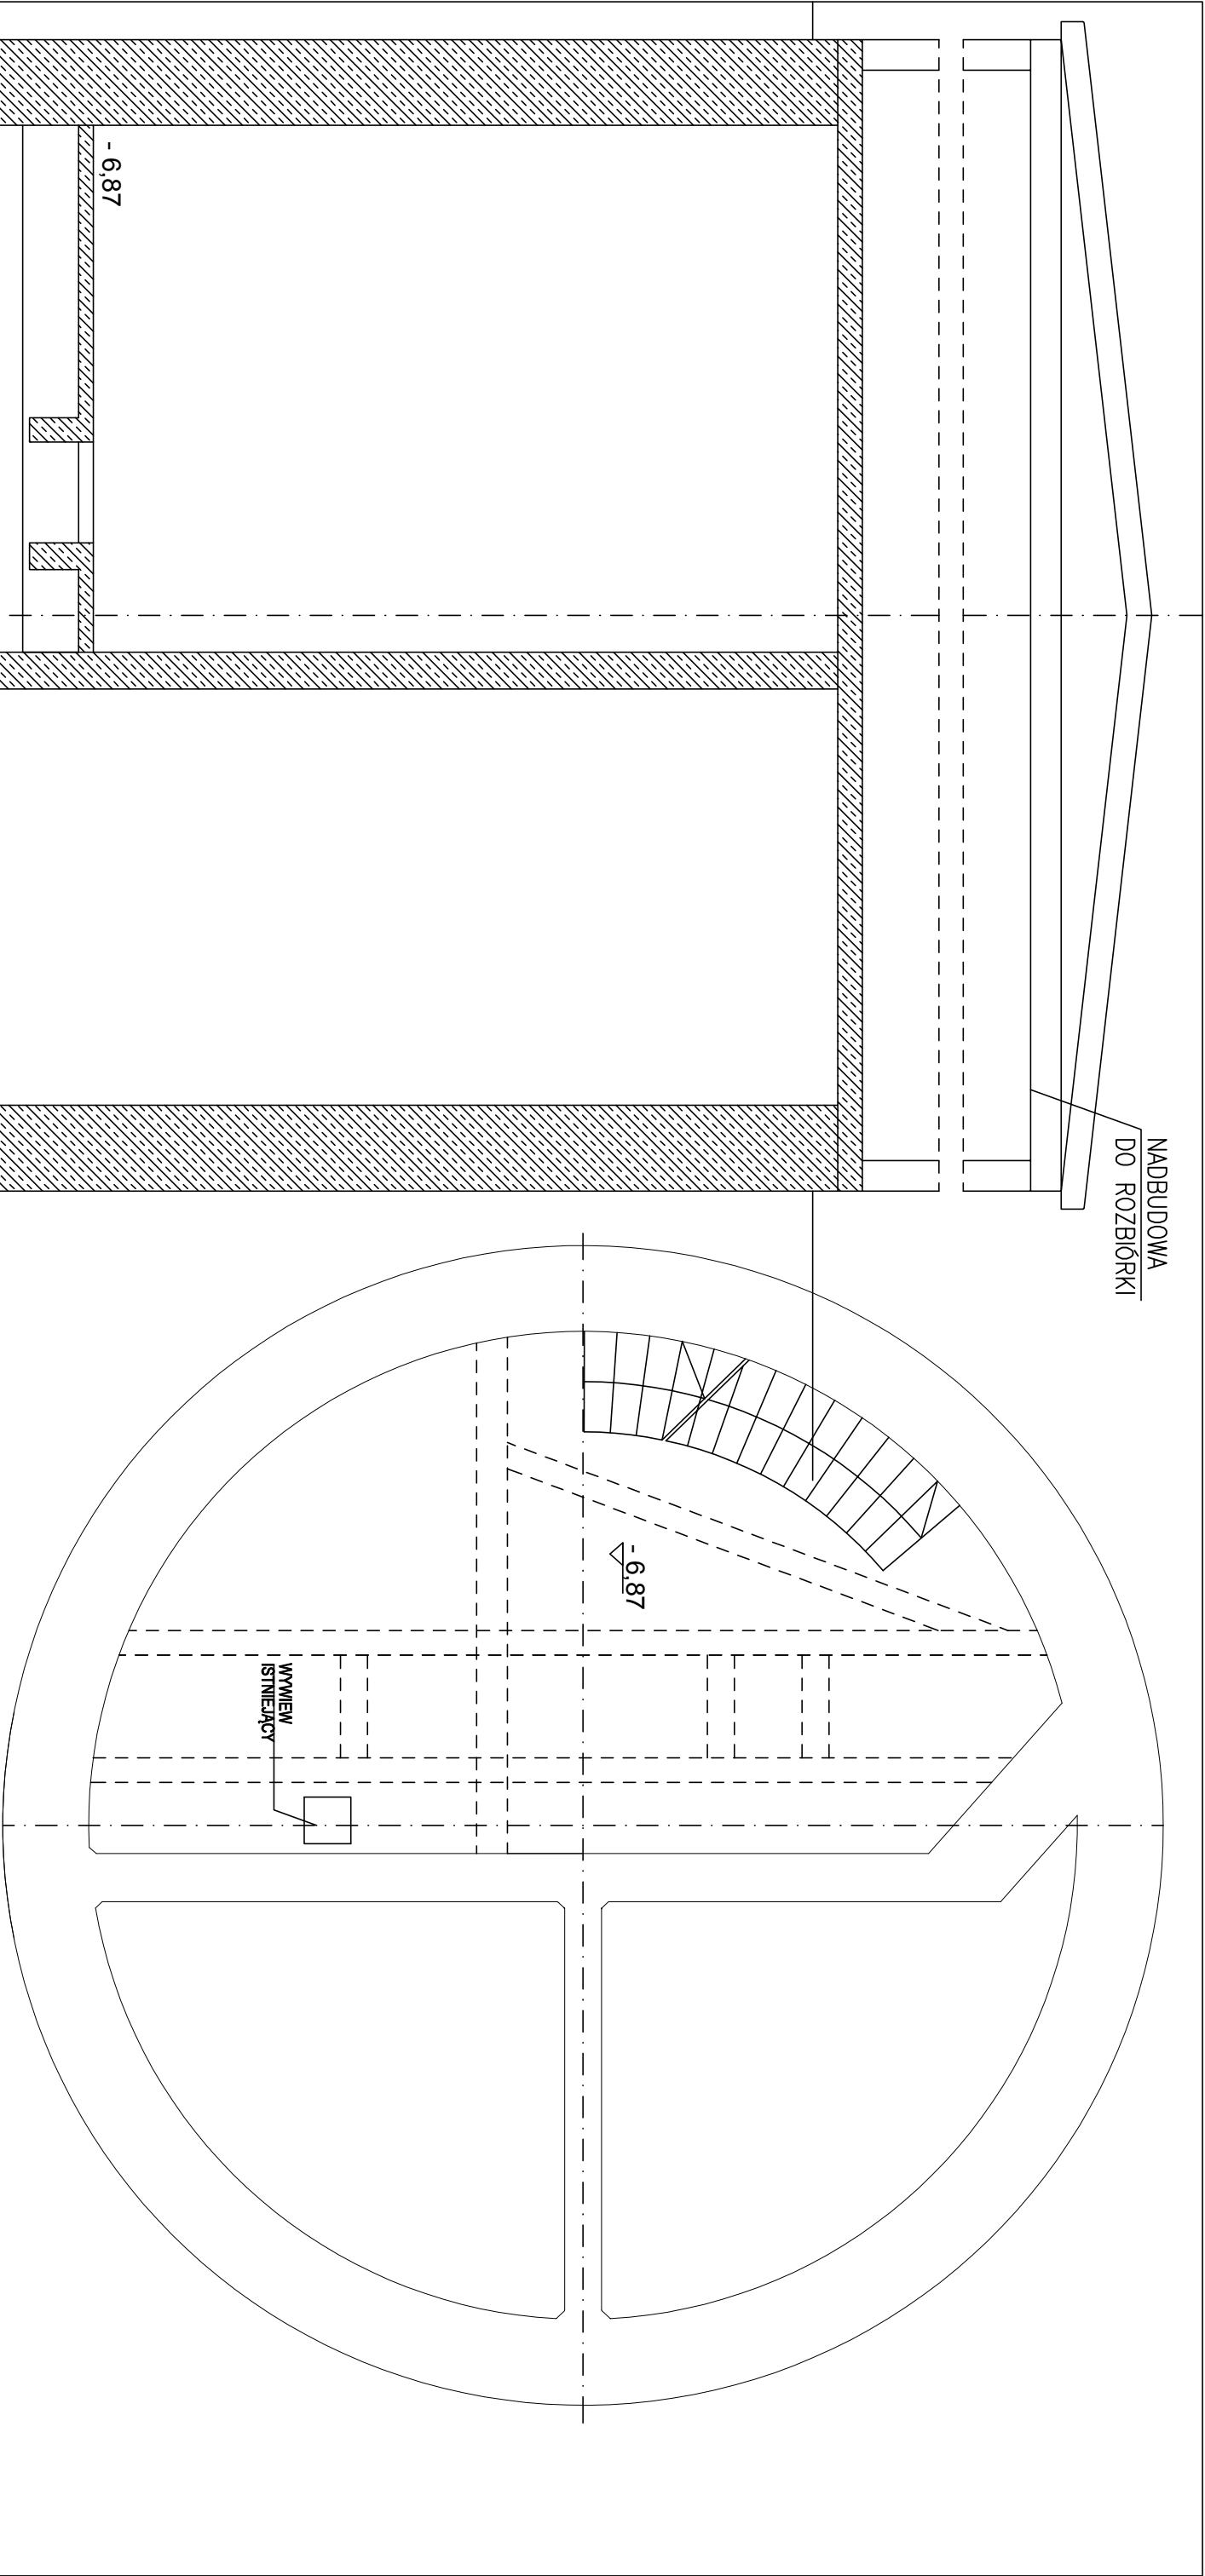 NADBUDOWA
DO ROZBIÓRKI
- 6,87
- 6,87
WYWIEW
ISTNIEJĄCY